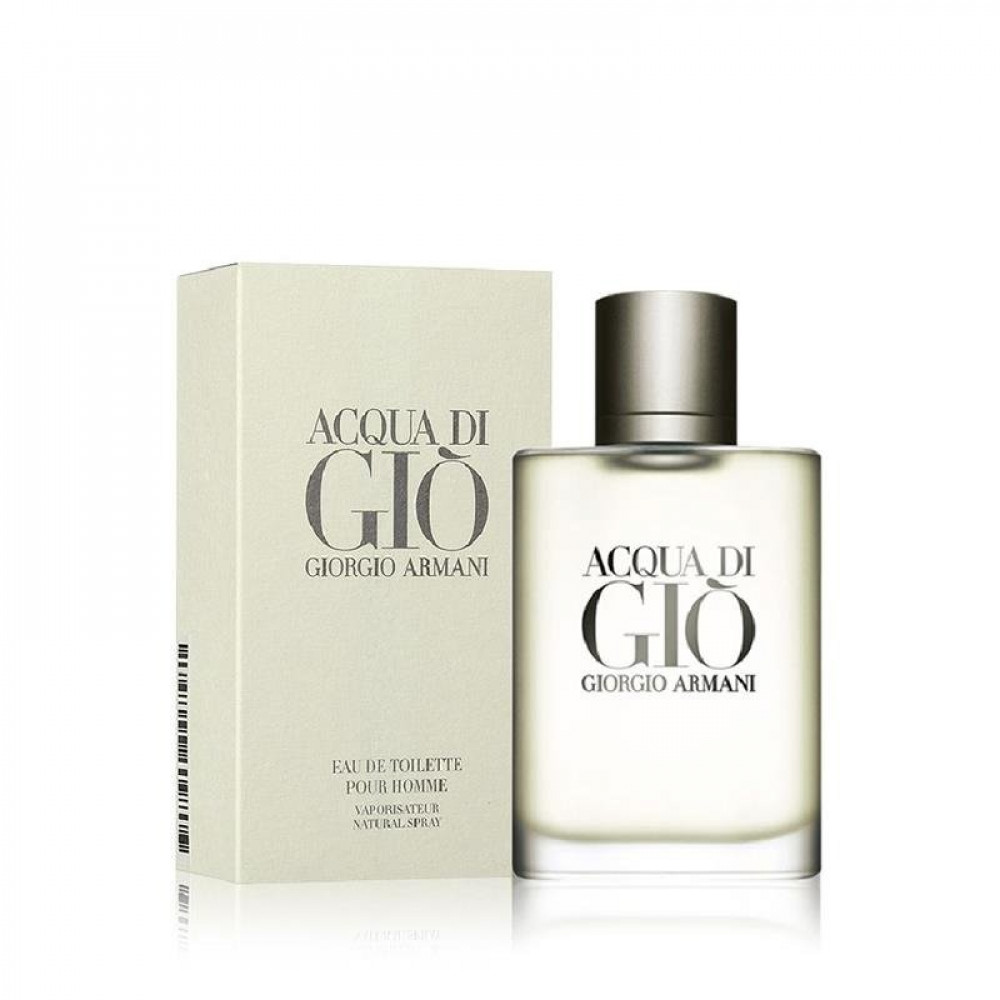 ACQUA DI
GIÒ
GIORGIO ARMANI
EAU DE TOILETTE
POUR HOMME
VAPORISATEUR
NATURAL SPRAY
ACQUA DI
GIÒ
GIORGIO ARMANI